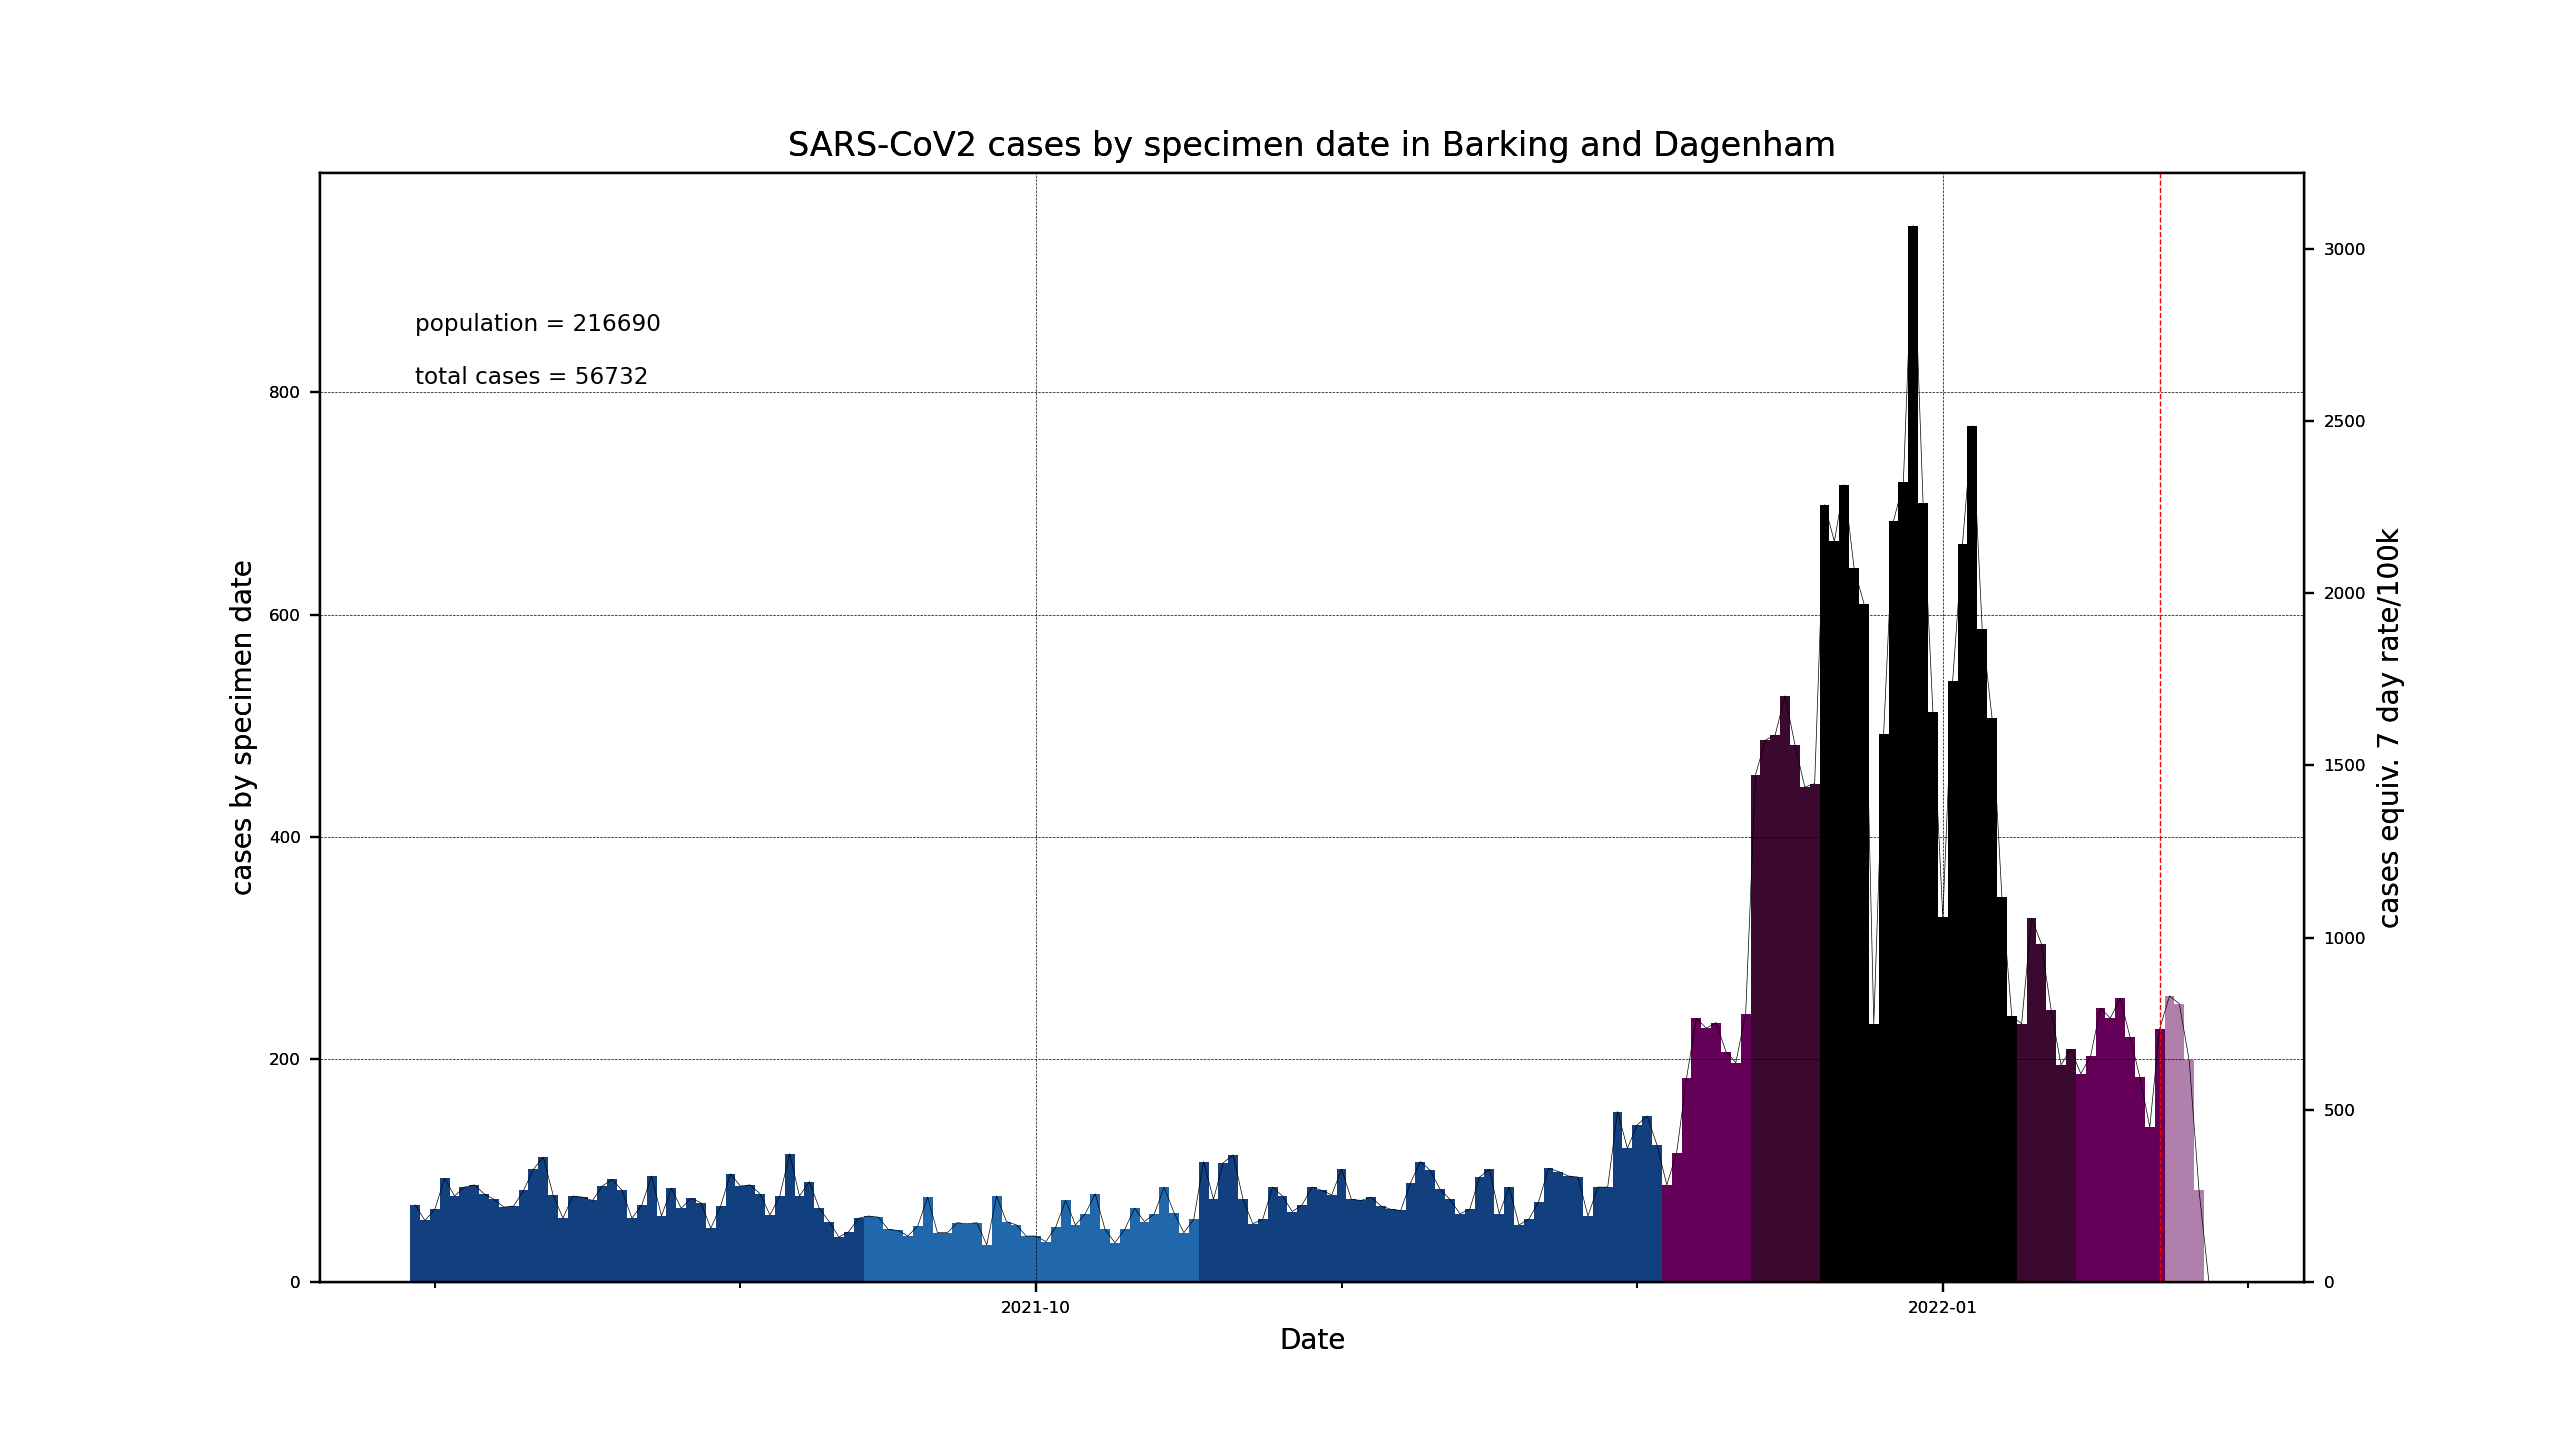 SARS-CoV2 cases by specimen date in Barking and Dagenham
population = 216690
total cases = 56732
cases by specimen date
800
600
400
200
0
3000
2500
2000
1500
1000
500
0
cases equiv. 7 day rate/100k
2021-10
2022-01
Date